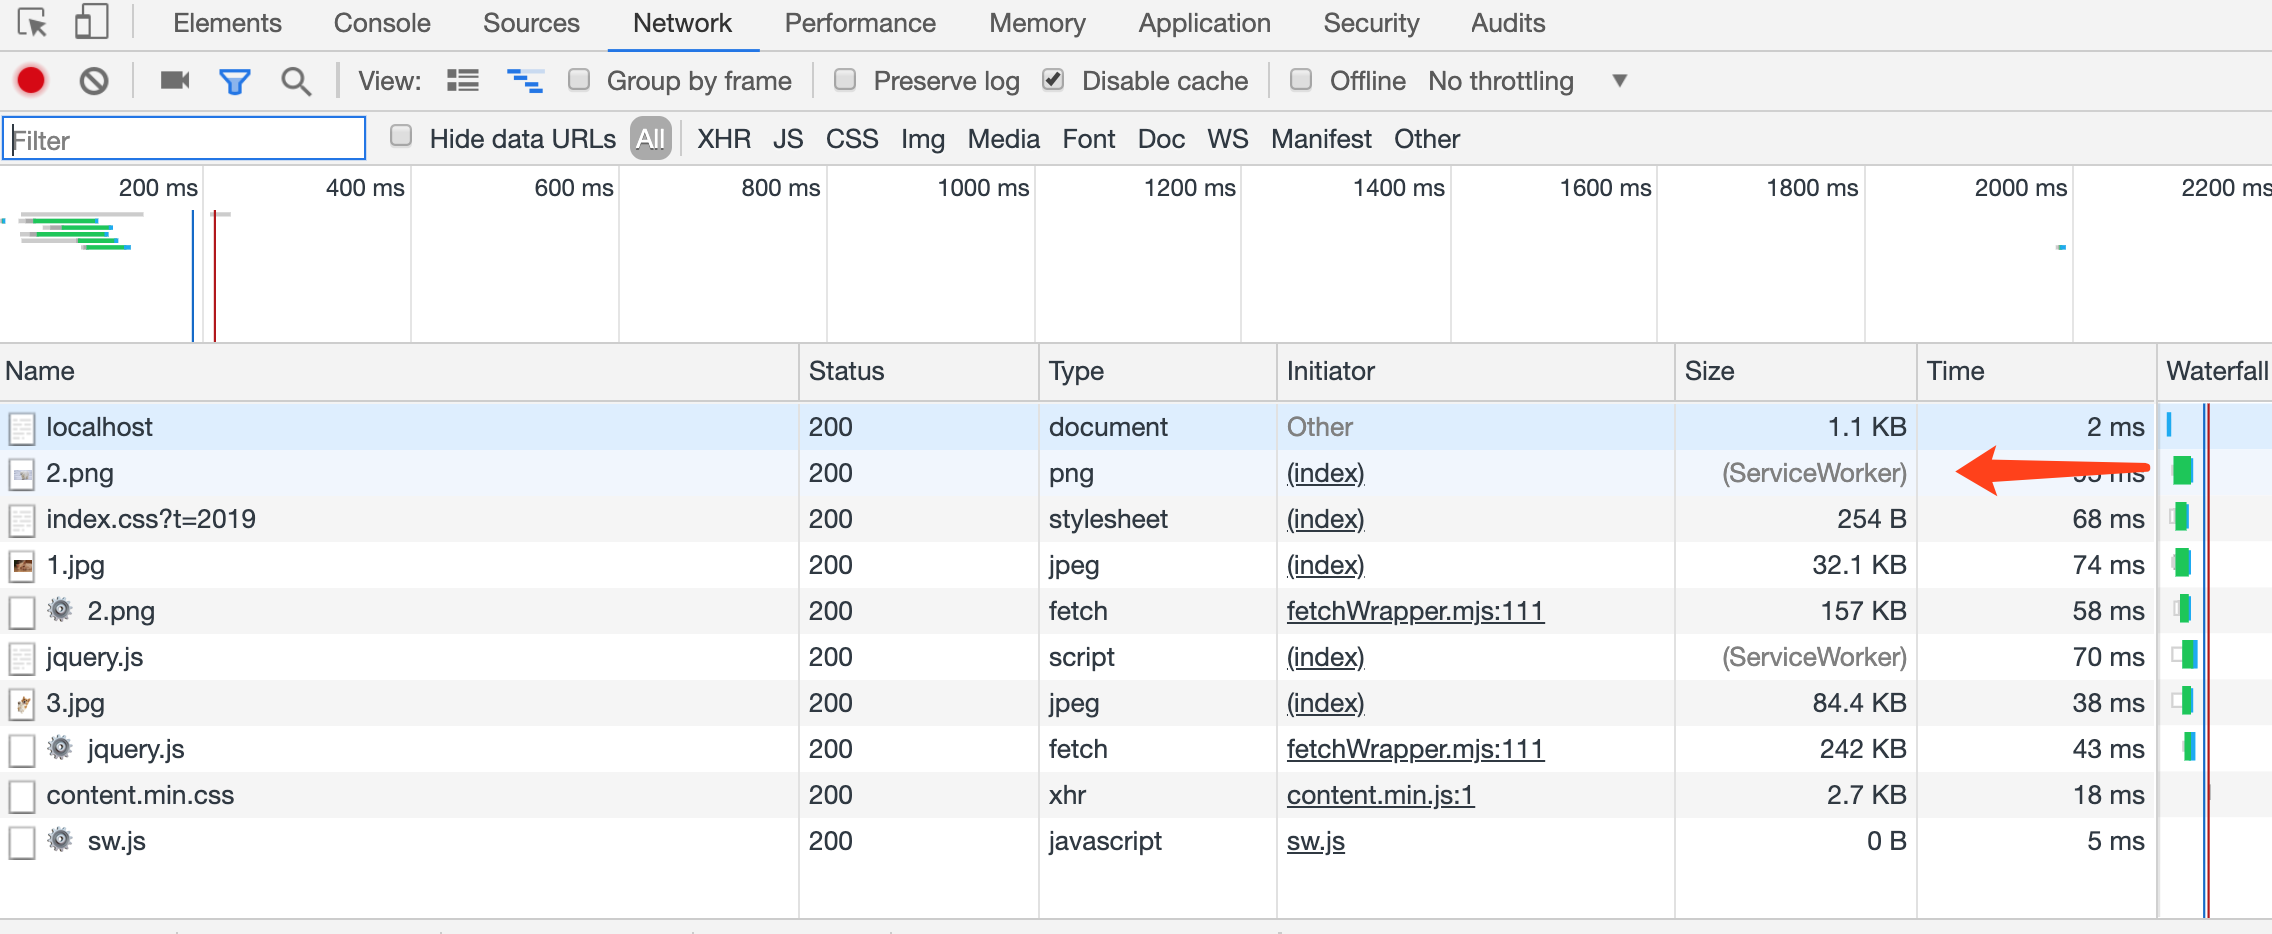 Elements Console Sources Network Performance Memory Application Security Audits
View: Group by frame Preserve log Disable cache Offline No throttling
Filter Hide data URLs All XHR JS CSS Img Media Font Doc WS Manifest Other
200 ms 400 ms 600 ms 800 ms 1000 ms 1200 ms 1400 ms 1600 ms 1800 ms 2000 ms 2200 ms
Name Status Type Initiator Size Time Waterfall
localhost 200 document Other 1.1 KB 2 ms
2.png 200 png (index) (ServiceWorker) ms
index.css?t=2019 200 stylesheet (index) 254 B 68 ms
1.jpg 200 jpeg (index) 32.1 KB 74 ms
2.png 200 fetch fetchWrapper.mjs:111 157 KB 58 ms
jquery.js 200 script (index) (ServiceWorker) 70 ms
3.jpg 200 jpeg (index) 84.4 KB 38 ms
jquery.js 200 fetch fetchWrapper.mjs:111 242 KB 43 ms
content.min.css 200 xhr content.min.js:1 2.7 KB 18 ms
sw.js 200 javascript sw.js 0 B 5 ms